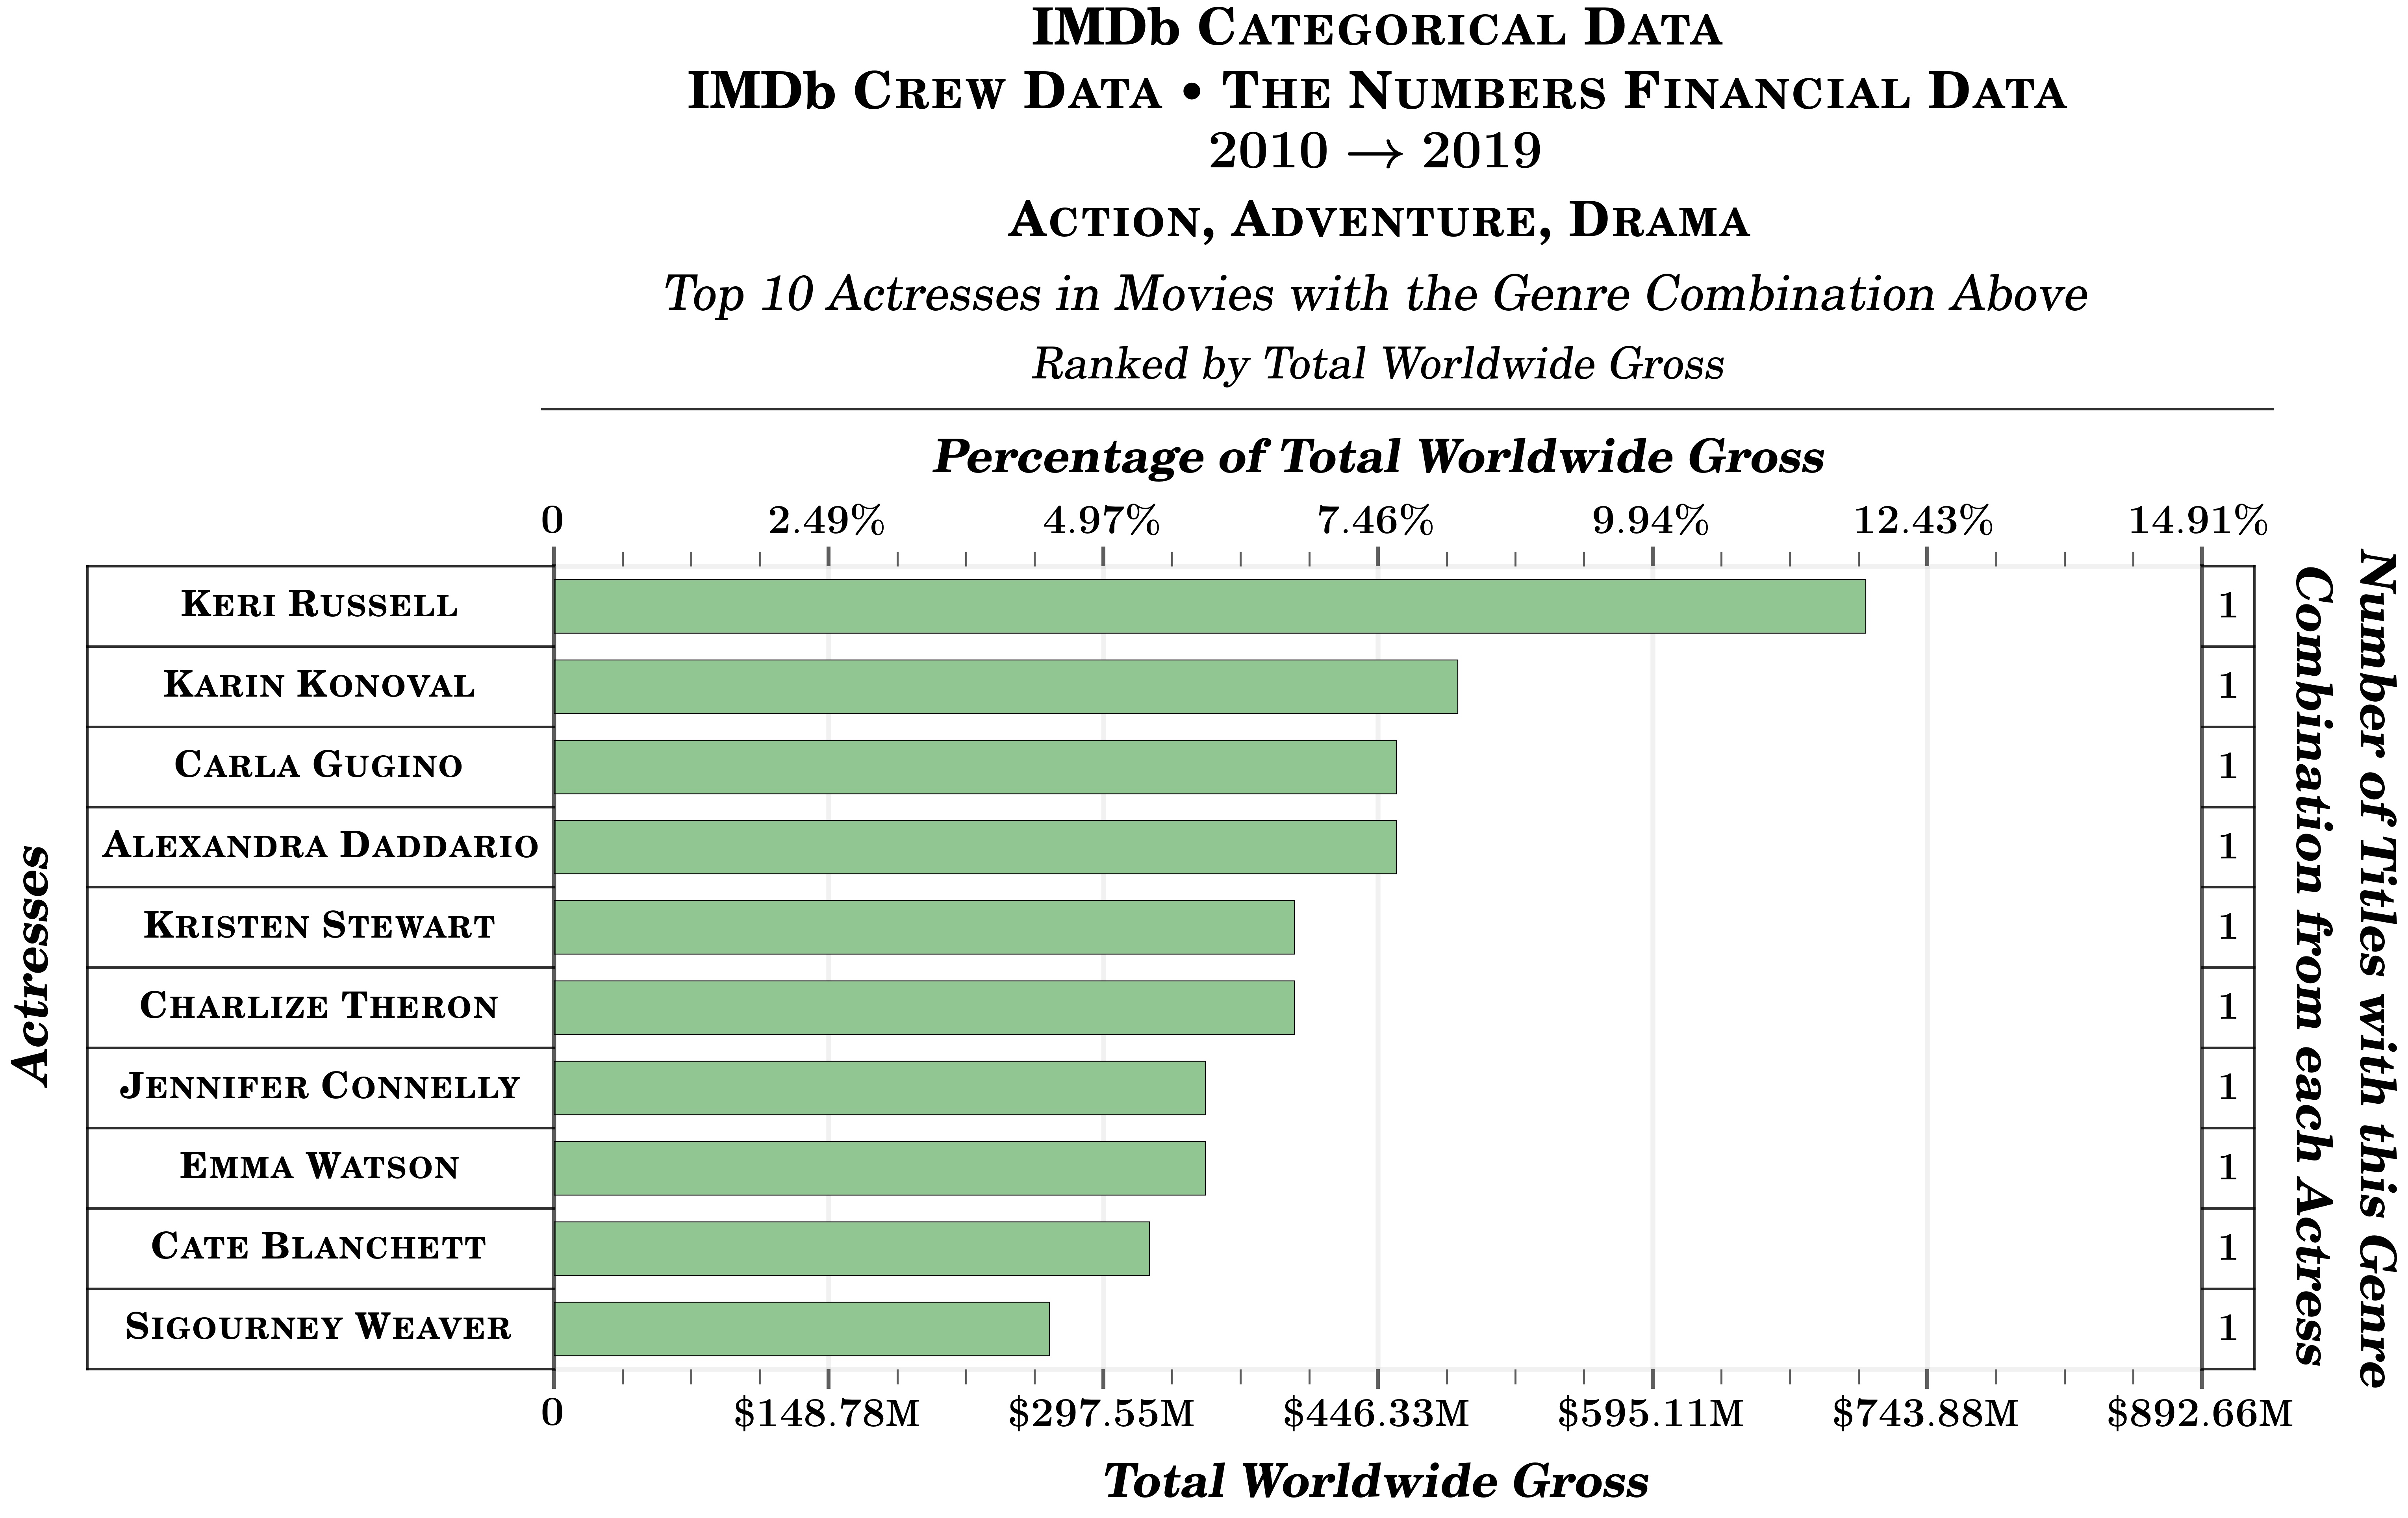 IMDb Categorical Data
IMDb Crew Data • The Numbers Financial Data
2010 → 2019
Action, Adventure, Drama
Top 10 Actresses in Movies with the Genre Combination Above
Ranked by Total Worldwide Gross
Percentage of Total Worldwide Gross
0 2.49% 4.97% 7.46% 9.94% 12.43% 14.91%
Actresses
Keri Russell 1
Karin Konoval 1
Carla Gugino 1
Alexandra Daddario 1
Kristen Stewart 1
Charlize Theron 1
Jennifer Connelly 1
Emma Watson 1
Cate Blanchett 1
Sigourney Weaver 1
Number of Titles with this Genre
Combination from each Actress
0 $148.78M $297.55M $446.33M $595.11M $743.88M $892.66M
Total Worldwide Gross